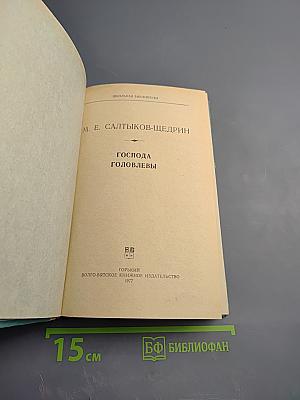 ШКОЛЬНАЯ БИБЛИОТЕКА
М. Е. САЛТЫКОВ-ЩЕДРИН
ГОСПОДА
ГОЛОВЛЕВЫ
ГОРЬКИЙ
ВОЛГО-ВЯТСКОЕ КНИЖНОЕ ИЗДАТЕЛЬСТВО
1977
15 см
БФ БИБЛИОФАН